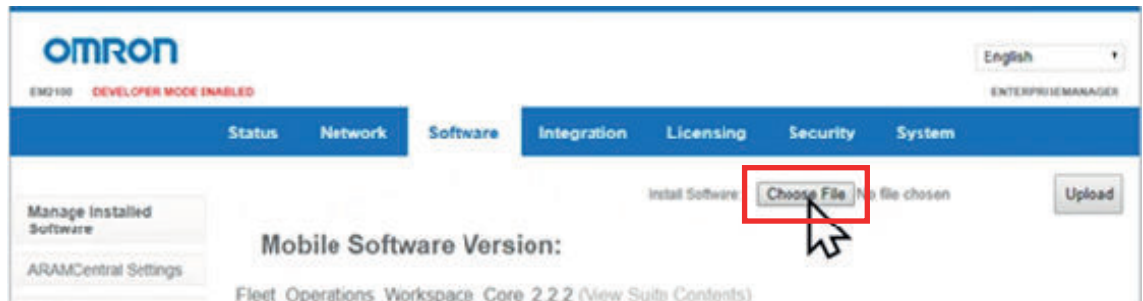 OMRON
English
EM2100 DEVELOPER MODE ENABLED
ENTERPRISEMANAGER
Status Network Software Integration Licensing Security System
Install Software: Choose File No file chosen Upload
Manage Installed
Software
Mobile Software Version:
ARAMCentral Settings
Fleet Operations Workspace Core 2.2.2 (View Suite Contents)